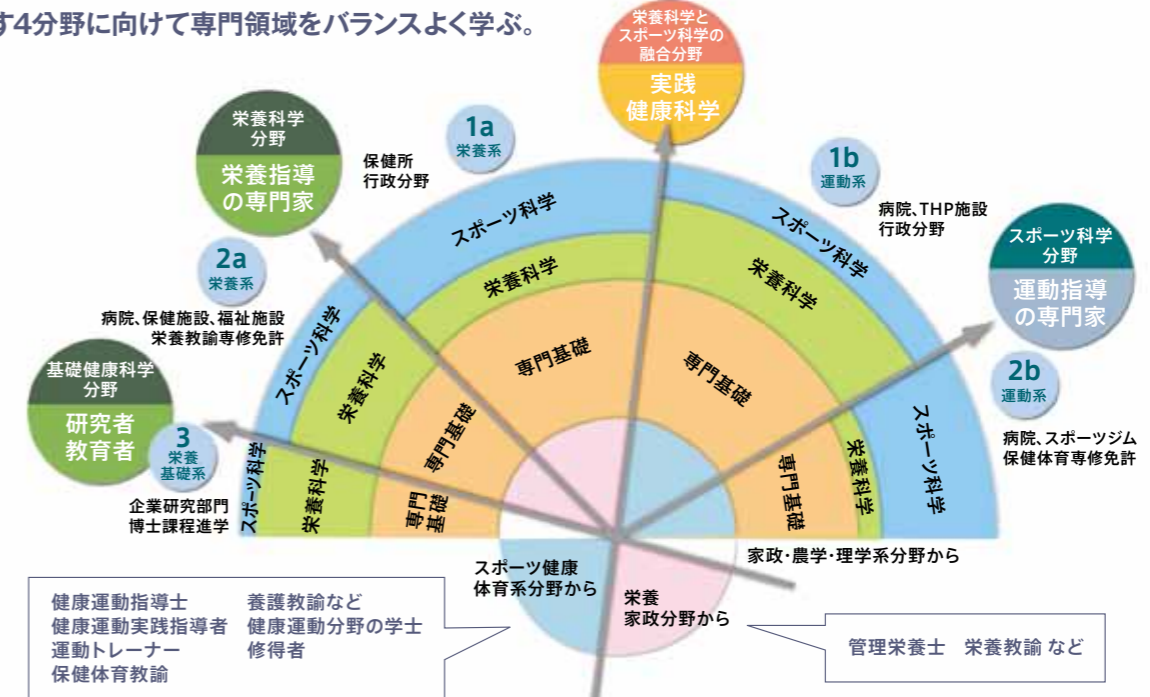 す4分野に向けて専門領域をバランスよく学ぶ。
栄養科学と
スポーツ科学の
融合分野
実践
健康科学
栄養科学
分野
栄養指導
の専門家
1a
栄養系
保健所
行政分野
1b
運動系
病院、THP施設
行政分野
スポーツ科学
分野
運動指導
の専門家
2a
栄養系
病院、保健施設、福祉施設
栄養教諭専修免許
2b
運動系
病院、スポーツジム
保健体育専修免許
基礎健康科学
分野
研究者
教育者
3
栄養
基礎系
企業研究部門
博士課程進学
スポーツ科学
栄養科学
専門基礎
スポーツ科学
栄養科学
専門基礎
スポーツ科学
栄養科学
専門基礎
スポーツ科学
栄養科学
専門
基礎
スポーツ科学
栄養科学
専門基礎
スポーツ健康
体育系分野から
栄養
家政分野から
家政・農学・理学系分野から
健康運動指導士 養護教諭など
健康運動実践指導者 健康運動分野の学士
運動トレーナー 修得者
保健体育教諭
管理栄養士 栄養教諭 など